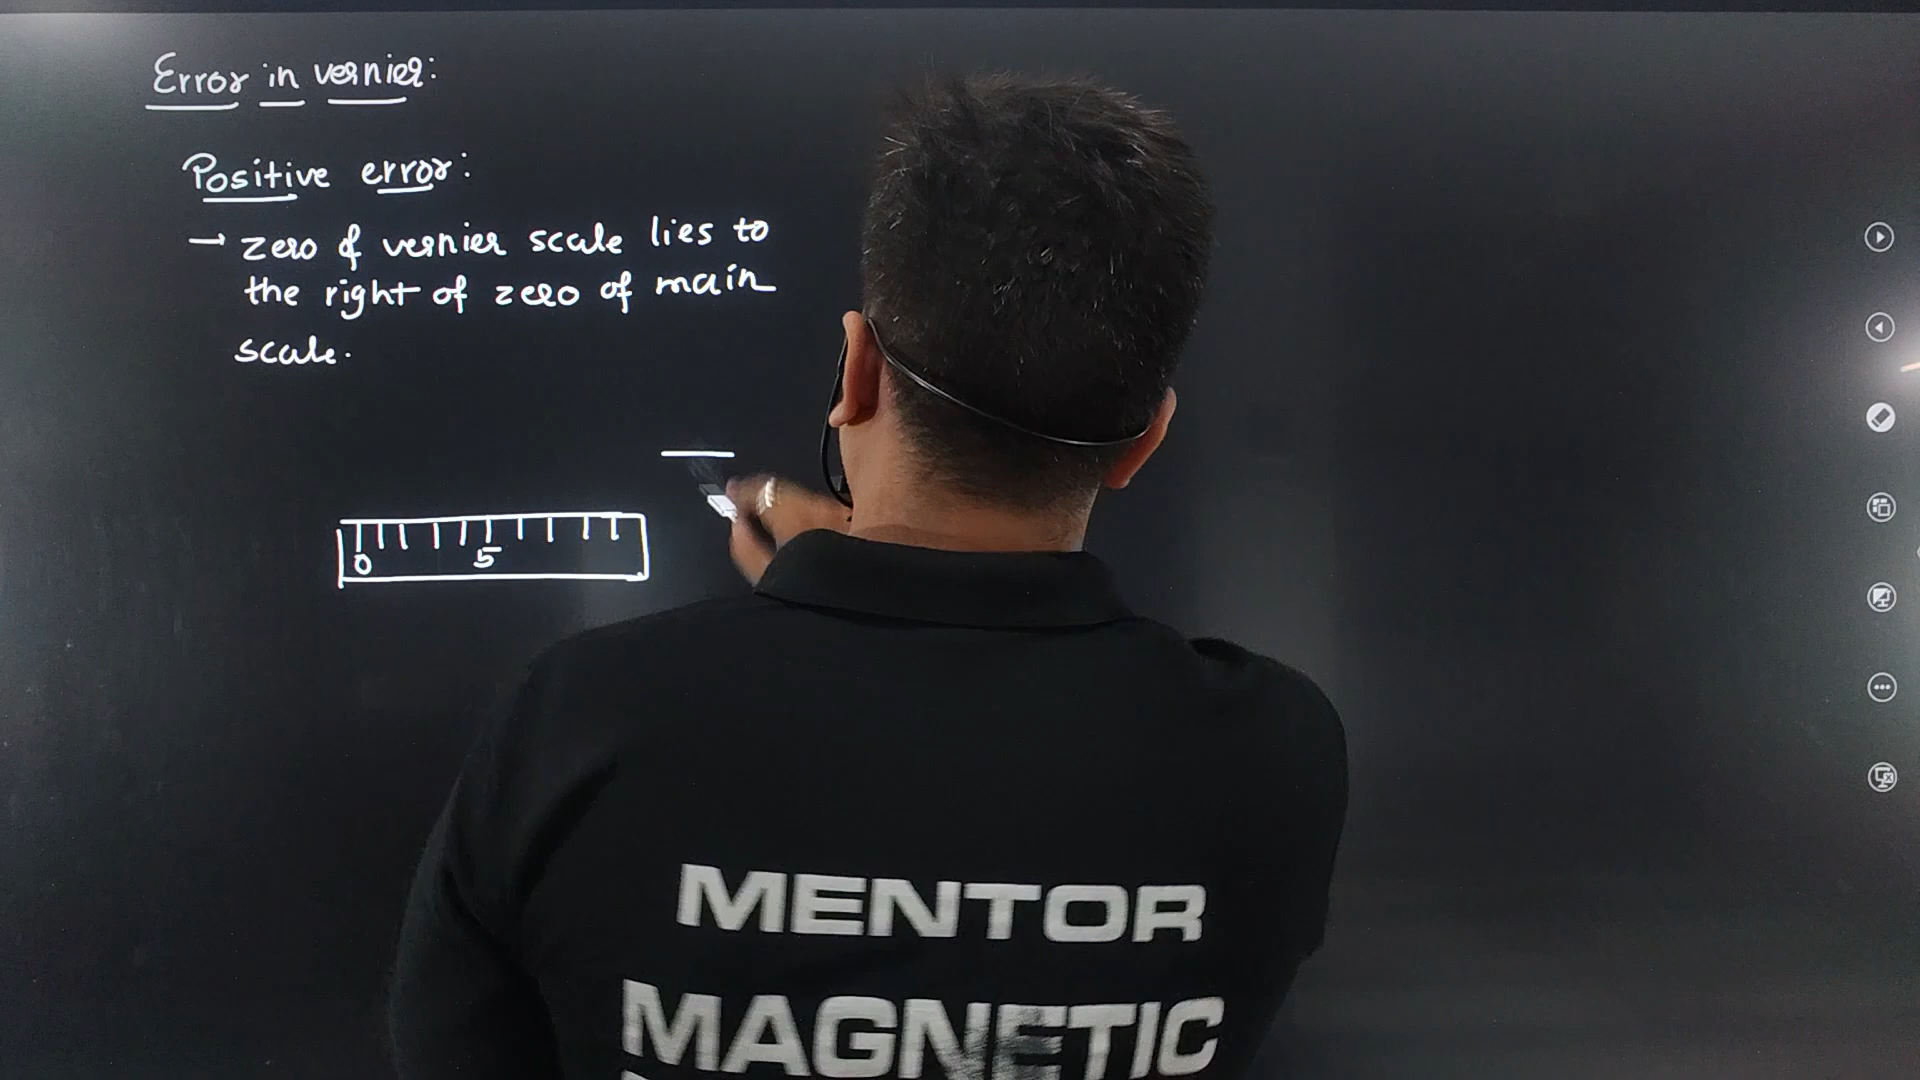 Error in vernier:
Positive error:
→ zero of vernier scale lies to
the right of zero of main
scale.
0 5
MENTOR
MAGNETIC